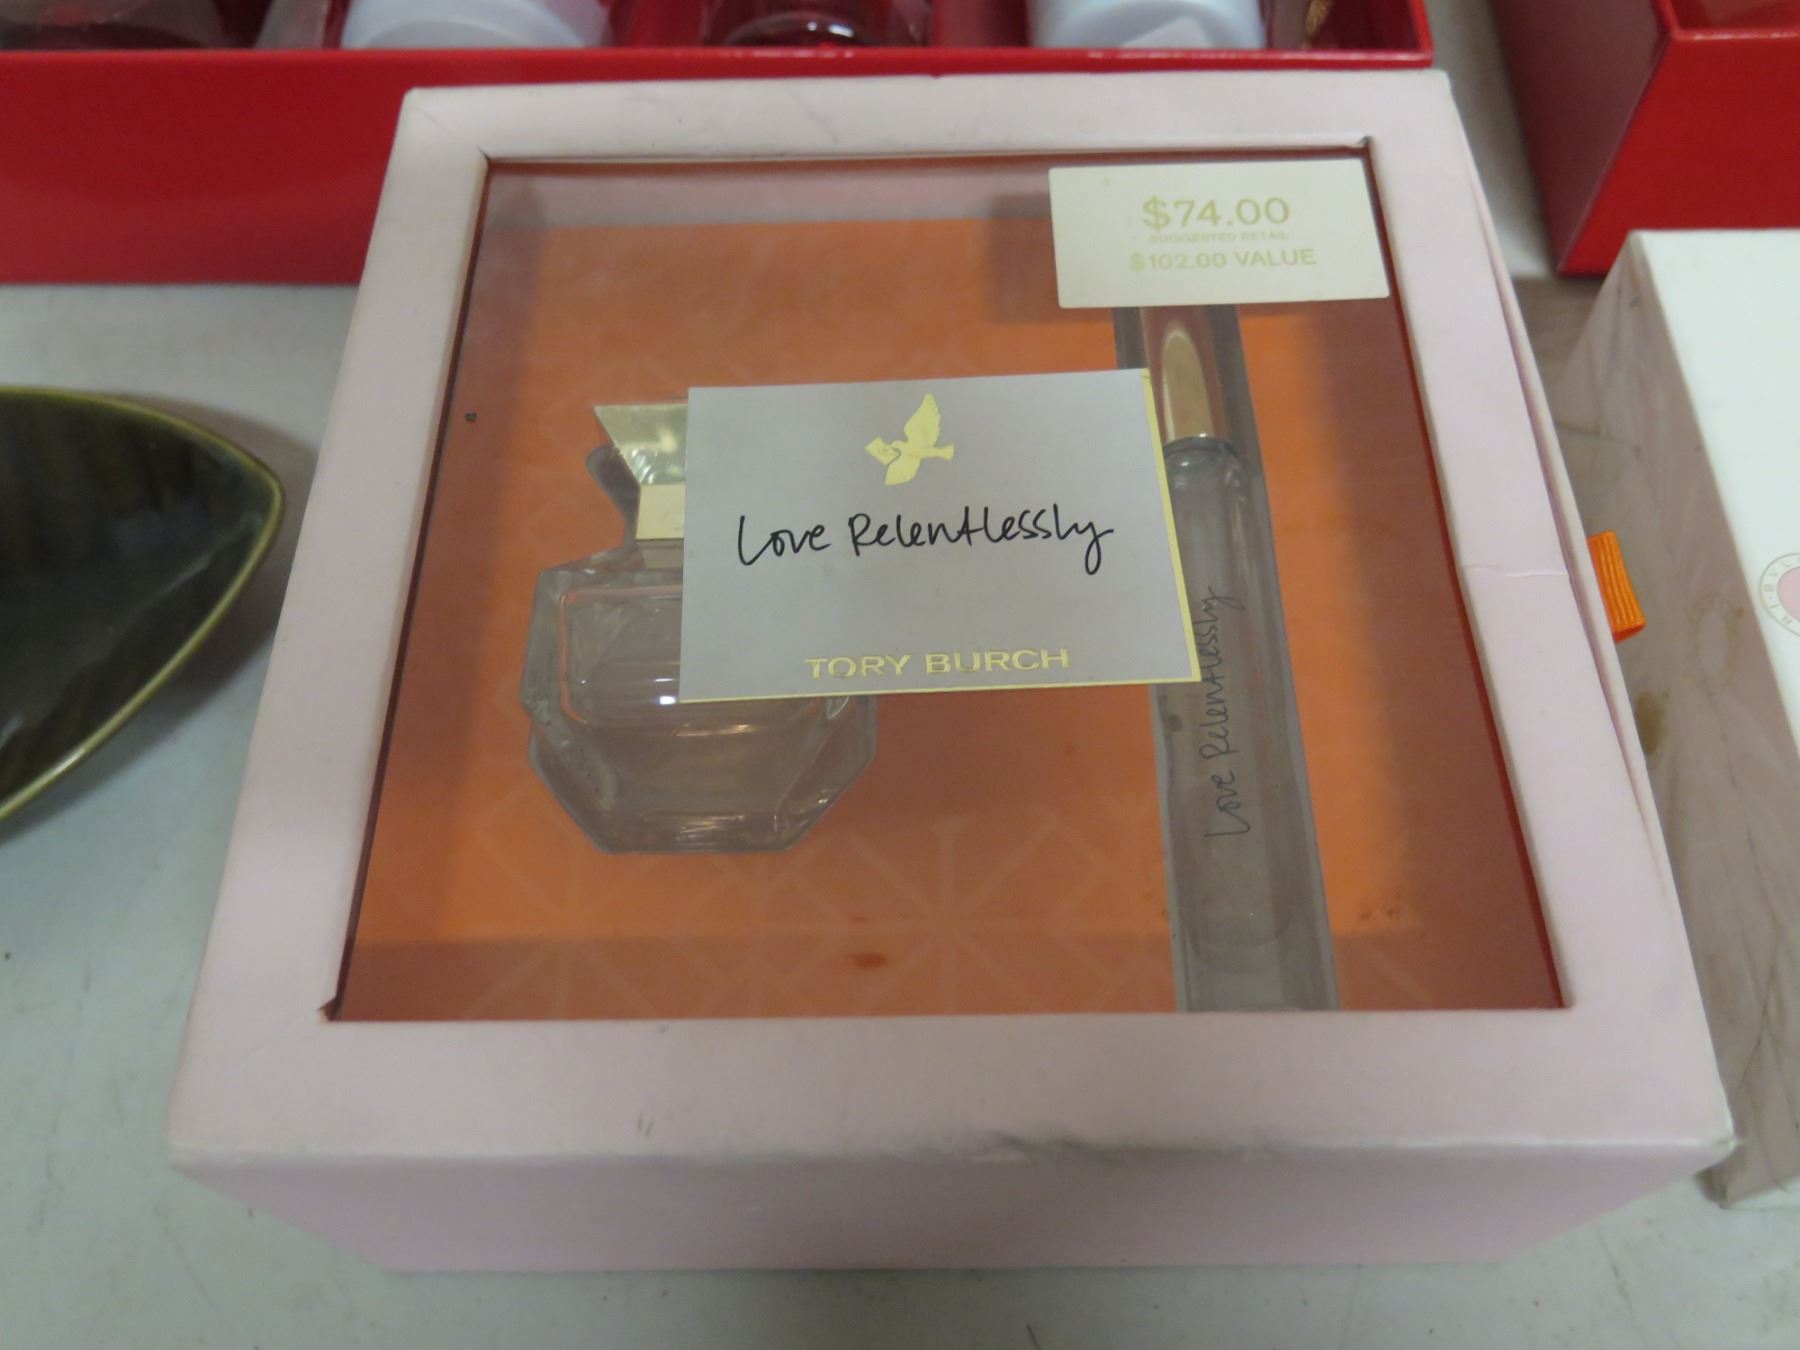 $74.00
SUGGESTED RETAIL
$102.00 VALUE
Love Relentlessly
TORY BURCH
Love Relentlessly